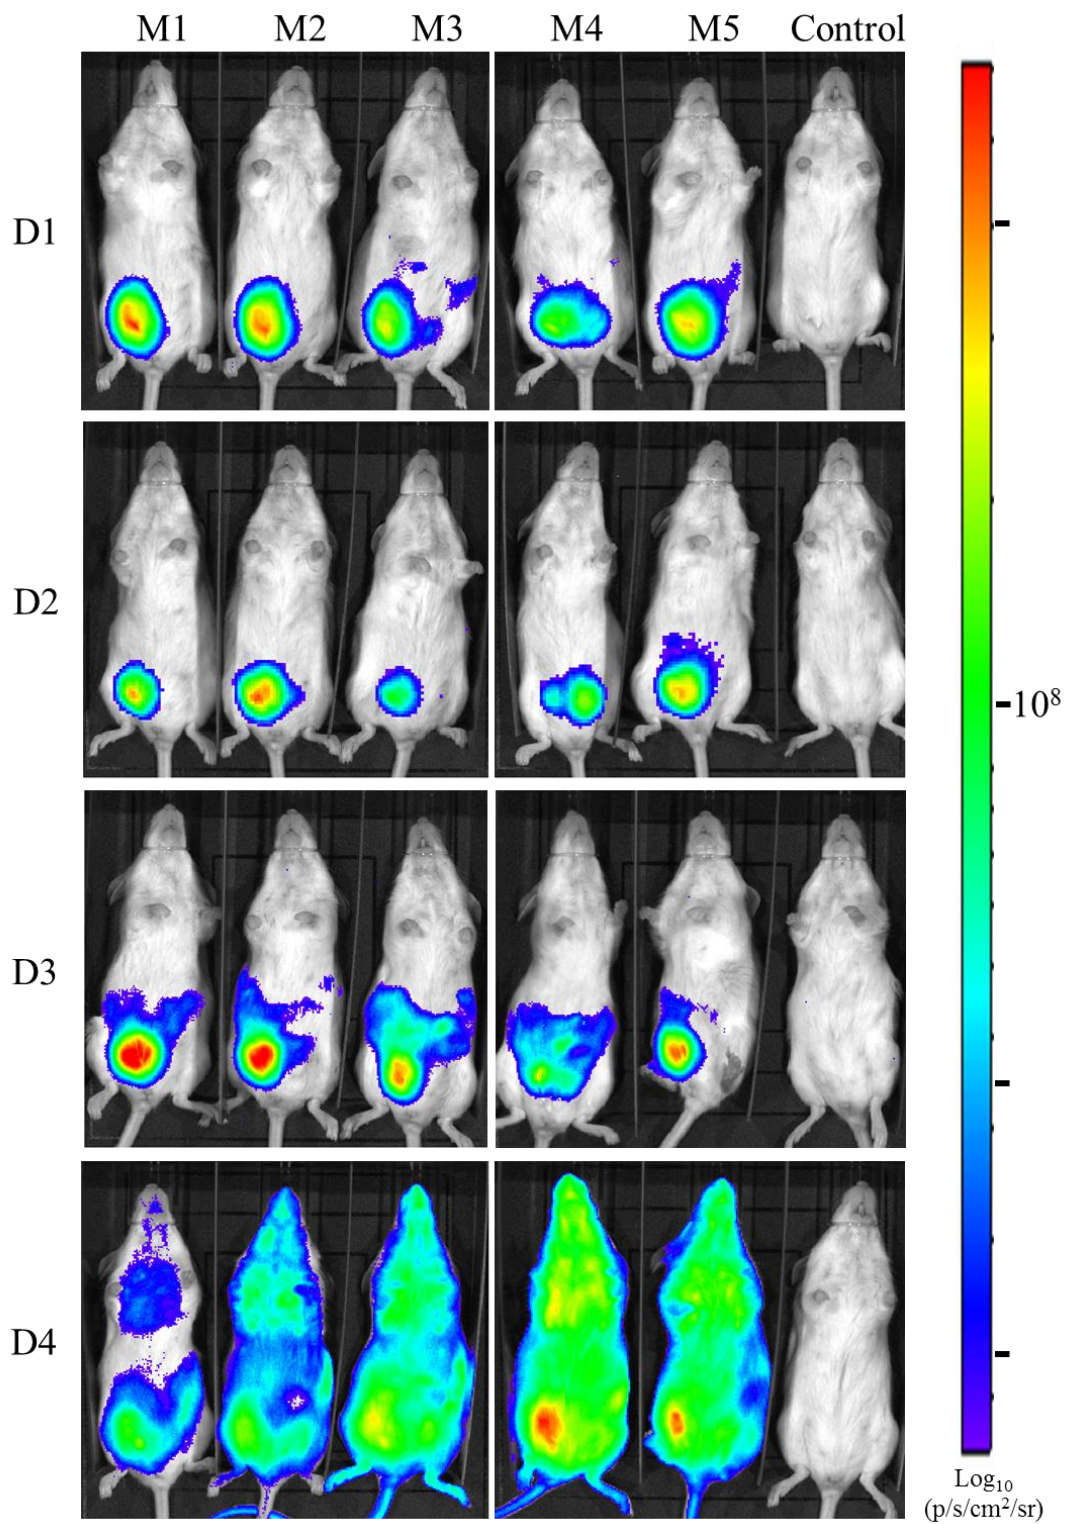 M1 M2 M3 M4 M5 Control
D1
D2
10⁸
D3
D4
Log₁₀
(p/s/cm²/sr)